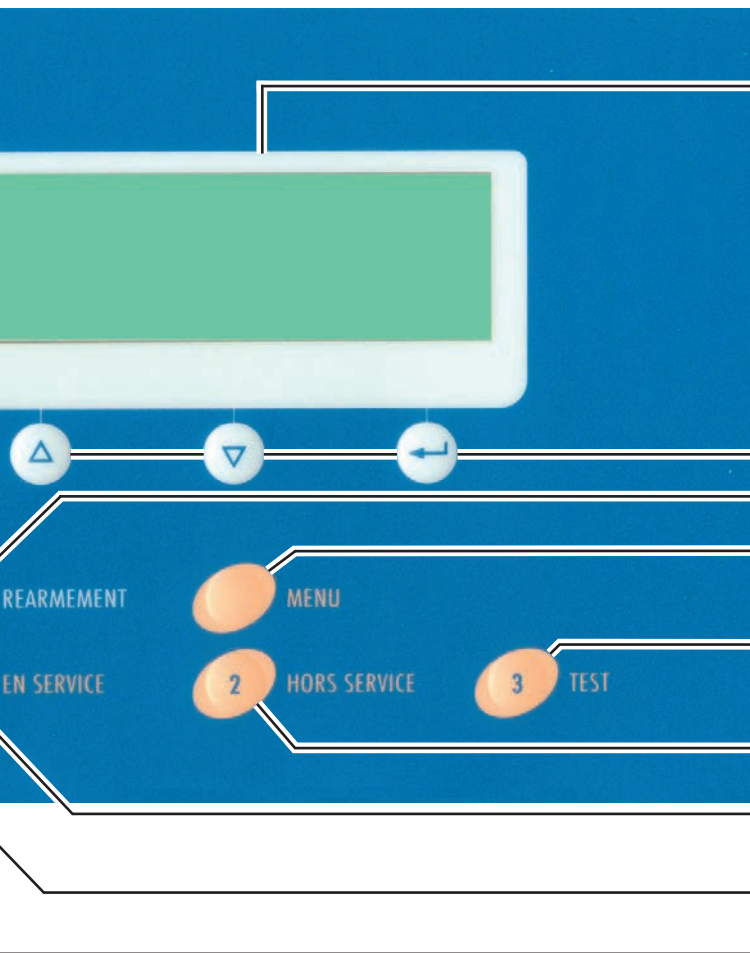 REARMEMENT
MENU
EN SERVICE
2
HORS SERVICE
3
TEST